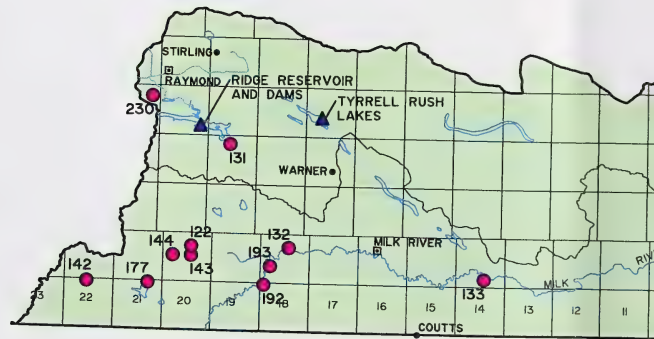 STIRLING
RAYMOND
RIDGE RESERVOIR
AND DAMS
TYRRELL RUSH
LAKES
230
131
WARNER
122
132
144
193
MILK RIVER
142
177
143
192
133
MILK
RIVE
23
22
21
20
19
18
17
16
15
14
13
12
11
COUTTS